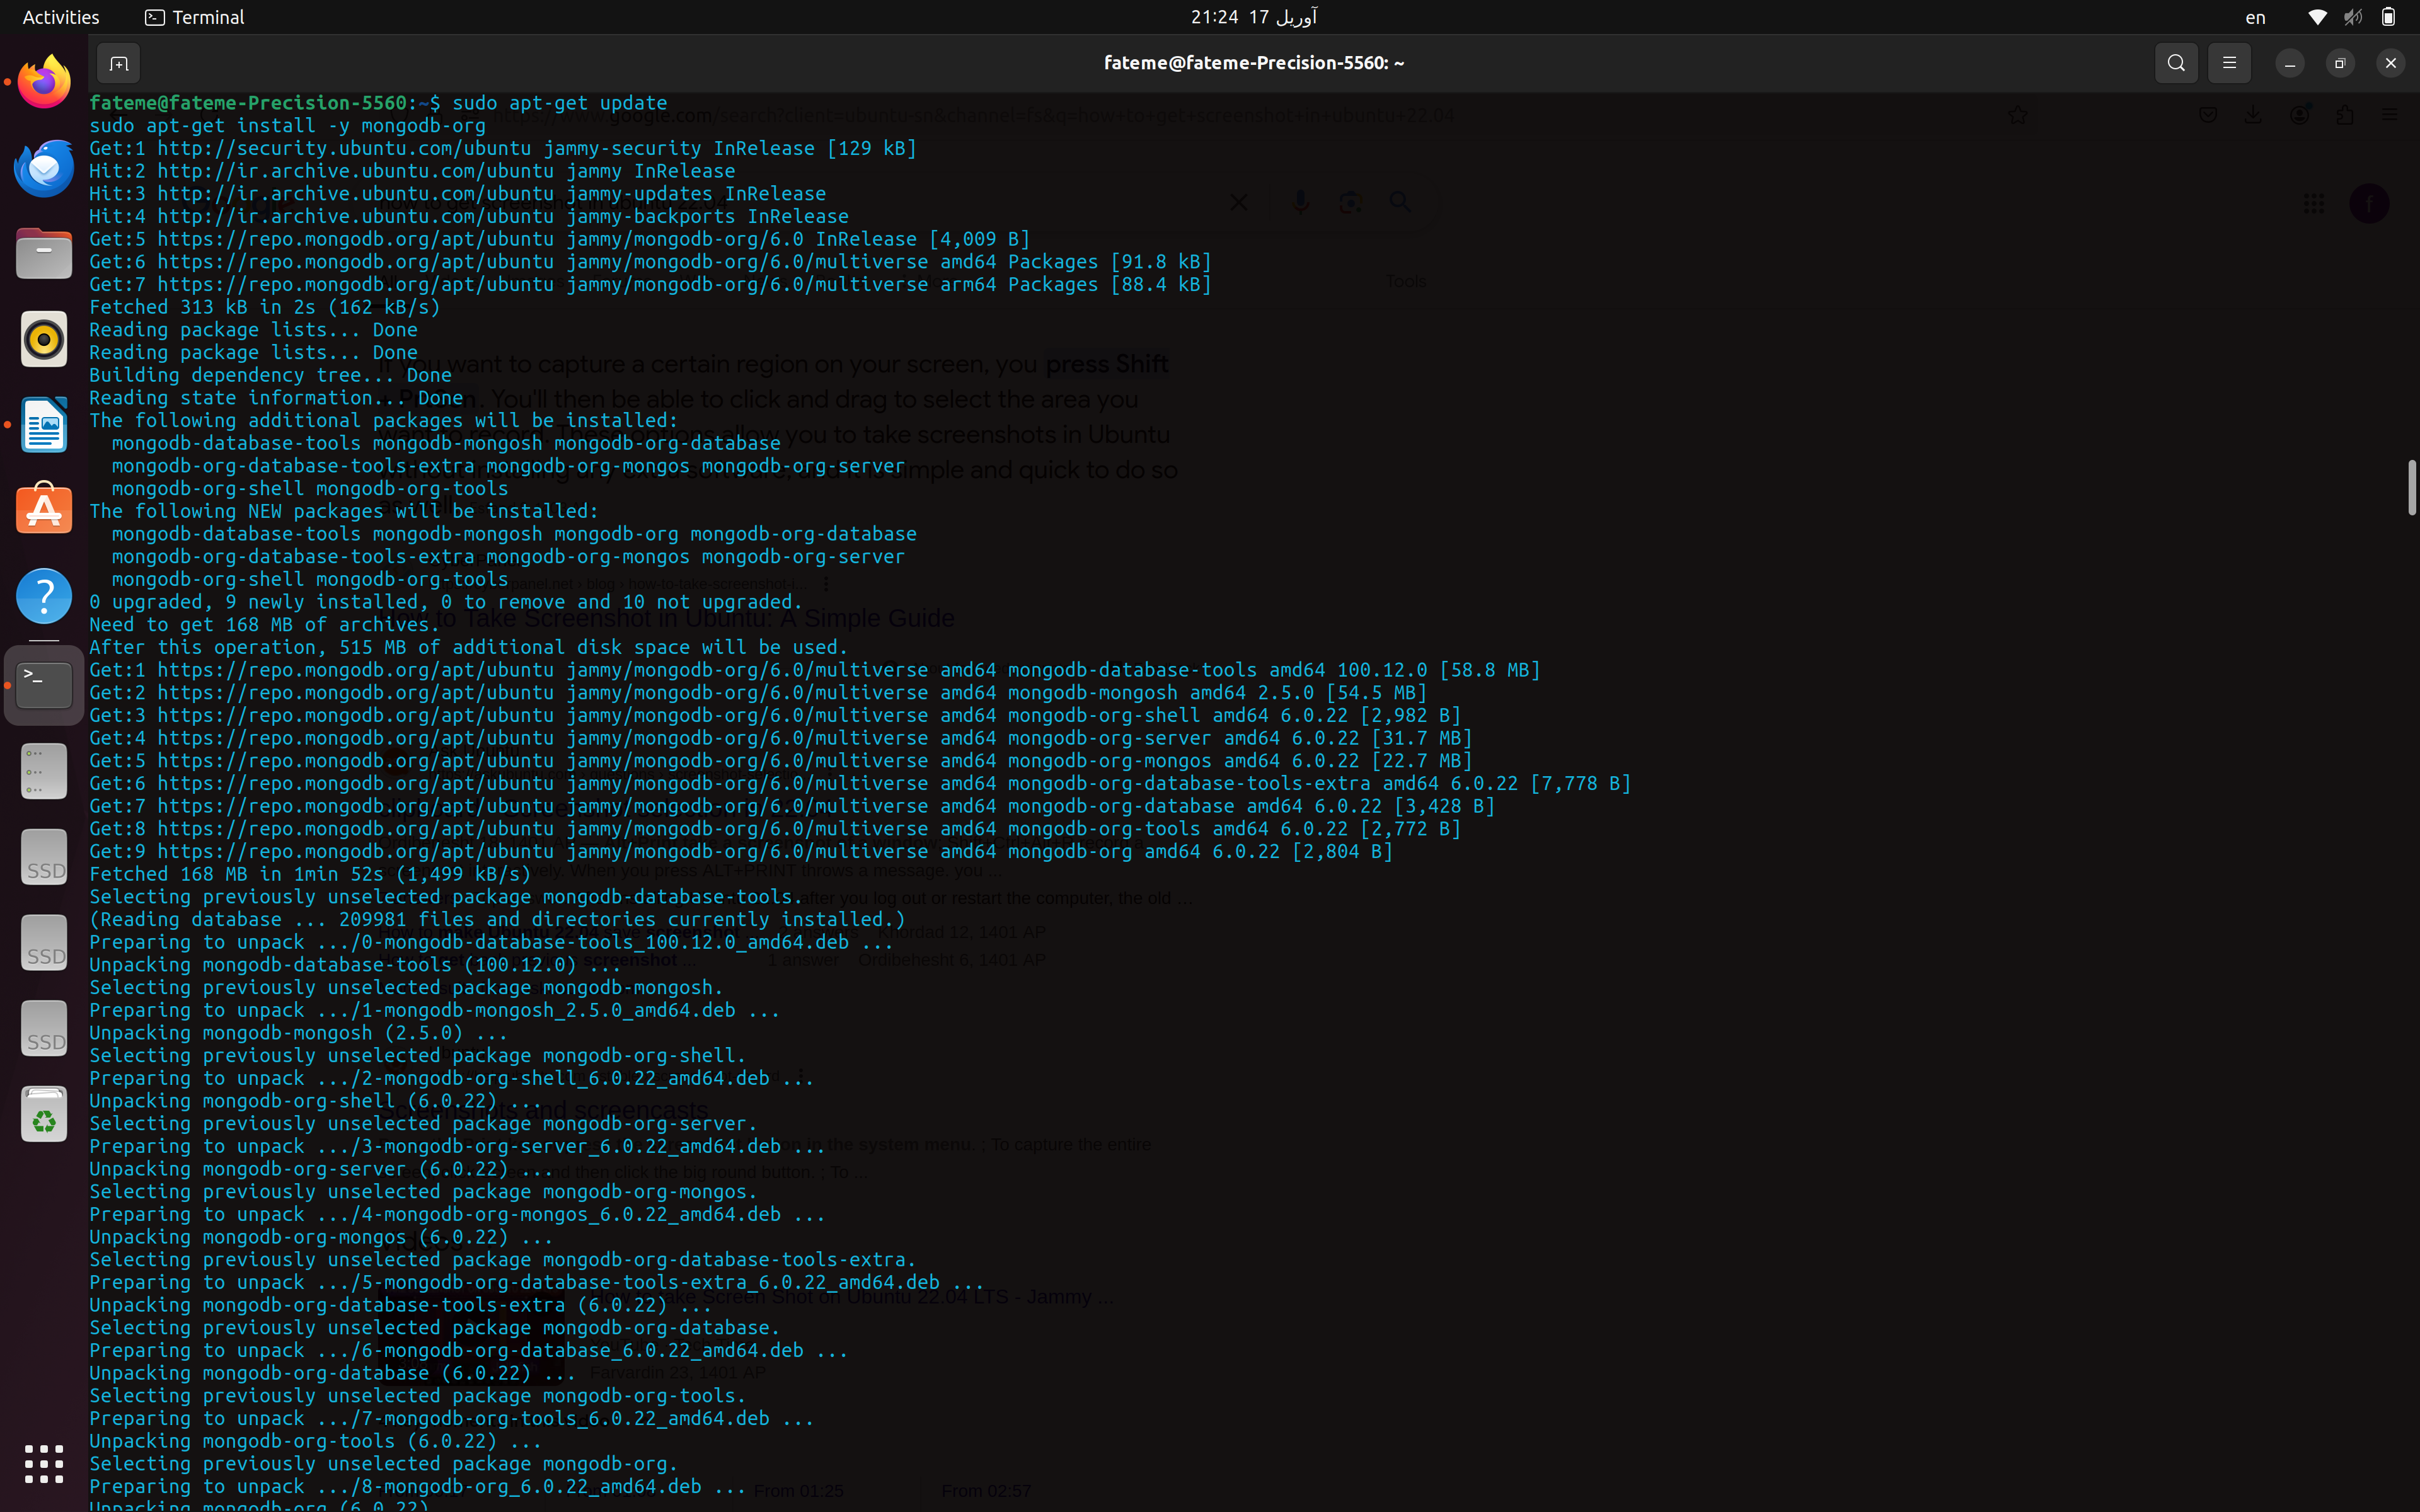 Activities
Terminal
21:24 17 آوریل
en
fateme@fateme-Precision-5560: ~
fateme@fateme-Precision-5560:~$ sudo apt-get update
sudo apt-get install -y mongodb-org
Get:1 http://security.ubuntu.com/ubuntu jammy-security InRelease [129 kB]
Hit:2 http://ir.archive.ubuntu.com/ubuntu jammy InRelease
Hit:3 http://ir.archive.ubuntu.com/ubuntu jammy-updates InRelease
Hit:4 http://ir.archive.ubuntu.com/ubuntu jammy-backports InRelease
Get:5 https://repo.mongodb.org/apt/ubuntu jammy/mongodb-org/6.0 InRelease [4,009 B]
Get:6 https://repo.mongodb.org/apt/ubuntu jammy/mongodb-org/6.0/multiverse amd64 Packages [91.8 kB]
Get:7 https://repo.mongodb.org/apt/ubuntu jammy/mongodb-org/6.0/multiverse arm64 Packages [88.4 kB]
Fetched 313 kB in 2s (162 kB/s)
Reading package lists... Done
Reading package lists... Done
Building dependency tree... Done
Reading state information... Done
The following additional packages will be installed:
  mongodb-database-tools mongodb-mongosh mongodb-org-database
  mongodb-org-database-tools-extra mongodb-org-mongos mongodb-org-server
  mongodb-org-shell mongodb-org-tools
The following NEW packages will be installed:
  mongodb-database-tools mongodb-mongosh mongodb-org mongodb-org-database
  mongodb-org-database-tools-extra mongodb-org-mongos mongodb-org-server
  mongodb-org-shell mongodb-org-tools
0 upgraded, 9 newly installed, 0 to remove and 10 not upgraded.
Need to get 168 MB of archives.
After this operation, 515 MB of additional disk space will be used.
Get:1 https://repo.mongodb.org/apt/ubuntu jammy/mongodb-org/6.0/multiverse amd64 mongodb-database-tools amd64 100.12.0 [58.8 MB]
Get:2 https://repo.mongodb.org/apt/ubuntu jammy/mongodb-org/6.0/multiverse amd64 mongodb-mongosh amd64 2.5.0 [54.5 MB]
Get:3 https://repo.mongodb.org/apt/ubuntu jammy/mongodb-org/6.0/multiverse amd64 mongodb-org-shell amd64 6.0.22 [2,982 B]
Get:4 https://repo.mongodb.org/apt/ubuntu jammy/mongodb-org/6.0/multiverse amd64 mongodb-org-server amd64 6.0.22 [31.7 MB]
Get:5 https://repo.mongodb.org/apt/ubuntu jammy/mongodb-org/6.0/multiverse amd64 mongodb-org-mongos amd64 6.0.22 [22.7 MB]
Get:6 https://repo.mongodb.org/apt/ubuntu jammy/mongodb-org/6.0/multiverse amd64 mongodb-org-database-tools-extra amd64 6.0.22 [7,778 B]
Get:7 https://repo.mongodb.org/apt/ubuntu jammy/mongodb-org/6.0/multiverse amd64 mongodb-org-database amd64 6.0.22 [3,428 B]
Get:8 https://repo.mongodb.org/apt/ubuntu jammy/mongodb-org/6.0/multiverse amd64 mongodb-org-tools amd64 6.0.22 [2,772 B]
Get:9 https://repo.mongodb.org/apt/ubuntu jammy/mongodb-org/6.0/multiverse amd64 mongodb-org amd64 6.0.22 [2,804 B]
Fetched 168 MB in 1min 52s (1,499 kB/s)
Selecting previously unselected package mongodb-database-tools.
(Reading database ... 209981 files and directories currently installed.)
Preparing to unpack .../0-mongodb-database-tools_100.12.0_amd64.deb ...
Unpacking mongodb-database-tools (100.12.0) ...
Selecting previously unselected package mongodb-mongosh.
Preparing to unpack .../1-mongodb-mongosh_2.5.0_amd64.deb ...
Unpacking mongodb-mongosh (2.5.0) ...
Selecting previously unselected package mongodb-org-shell.
Preparing to unpack .../2-mongodb-org-shell_6.0.22_amd64.deb ...
Unpacking mongodb-org-shell (6.0.22) ...
Selecting previously unselected package mongodb-org-server.
Preparing to unpack .../3-mongodb-org-server_6.0.22_amd64.deb ...
Unpacking mongodb-org-server (6.0.22) ...
Selecting previously unselected package mongodb-org-mongos.
Preparing to unpack .../4-mongodb-org-mongos_6.0.22_amd64.deb ...
Unpacking mongodb-org-mongos (6.0.22) ...
Selecting previously unselected package mongodb-org-database-tools-extra.
Preparing to unpack .../5-mongodb-org-database-tools-extra_6.0.22_amd64.deb ...
Unpacking mongodb-org-database-tools-extra (6.0.22) ...
Selecting previously unselected package mongodb-org-database.
Preparing to unpack .../6-mongodb-org-database_6.0.22_amd64.deb ...
Unpacking mongodb-org-database (6.0.22) ...
Selecting previously unselected package mongodb-org-tools.
Preparing to unpack .../7-mongodb-org-tools_6.0.22_amd64.deb ...
Unpacking mongodb-org-tools (6.0.22) ...
Selecting previously unselected package mongodb-org.
Preparing to unpack .../8-mongodb-org_6.0.22_amd64.deb ...
Unpacking mongodb-org (6.0.22)
SSD
SSD
SSD